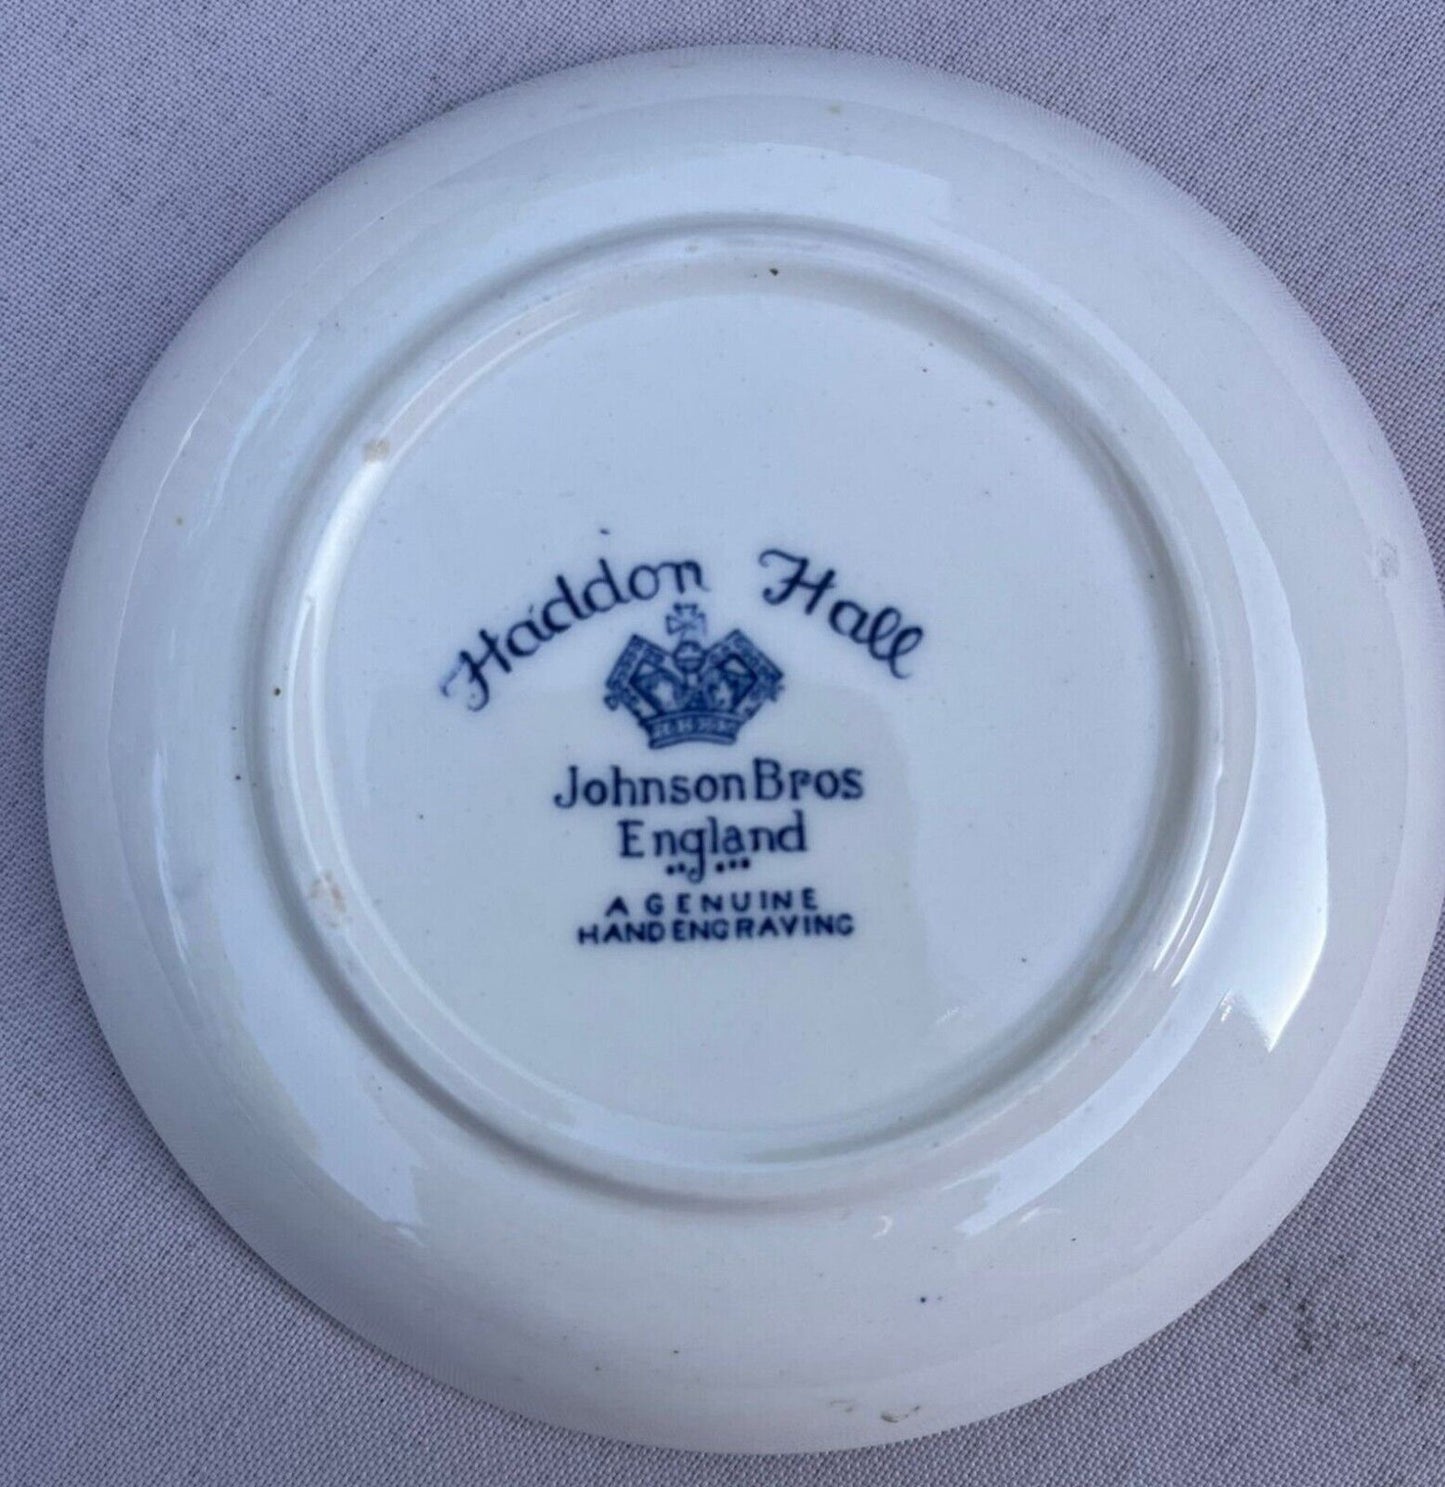 Haddon Hall
Johnson Bros
England
A GENUINE
HAND ENGRAVING